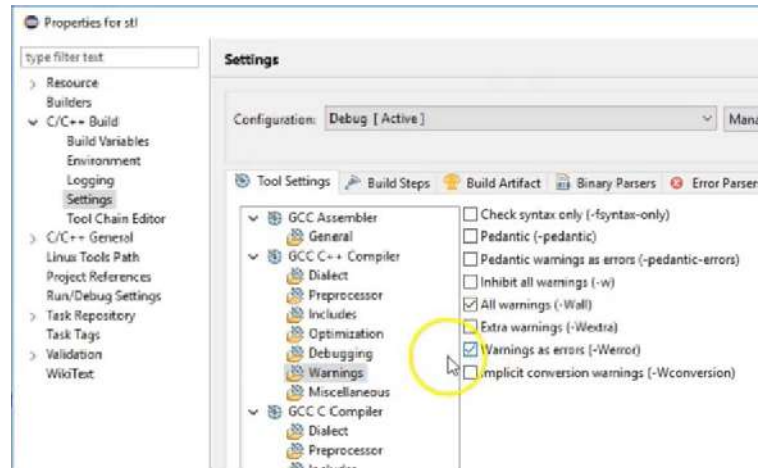 Properties for stl
type filter text
Resource
Builders
C/C++ Build
Build Variables
Environment
Logging
Settings
Tool Chain Editor
C/C++ General
Linux Tools Path
Project References
Run/Debug Settings
Task Repository
Task Tags
Validation
WikiText
Settings
Configuration: Debug [ Active ]
Mana
Tool Settings Build Steps Build Artifact Binary Parsers Error Parsers
GCC Assembler
General
GCC C++ Compiler
Dialect
Preprocessor
Includes
Optimization
Debugging
Warnings
Miscellaneous
GCC C Compiler
Dialect
Preprocessor
Includes
Check syntax only (-fsyntax-only)
Pedantic (-pedantic)
Pedantic warnings as errors (-pedantic-errors)
Inhibit all warnings (-w)
All warnings (-Wall)
Extra warnings (-Wextra)
Warnings as errors (-Werror)
Implicit conversion warnings (-Wconversion)